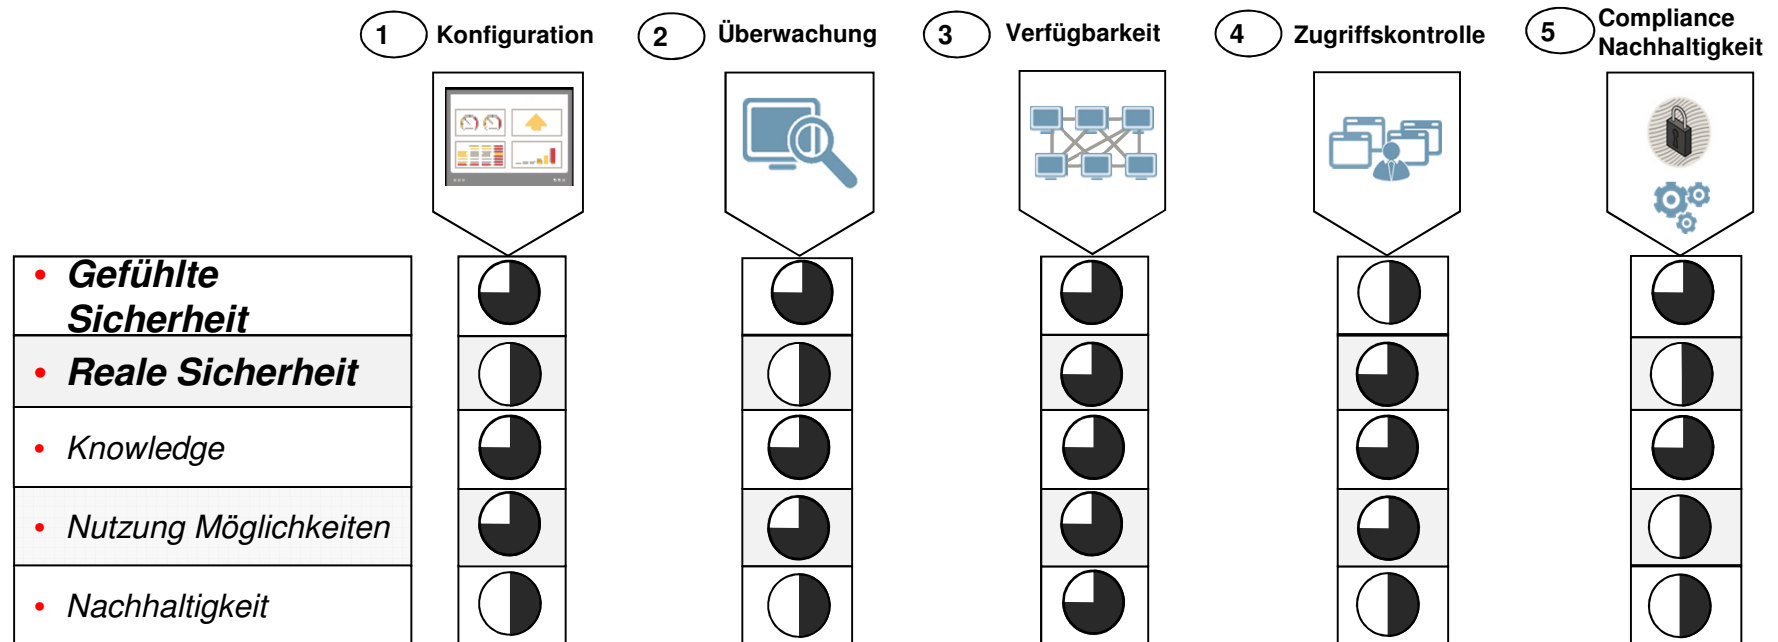 1 Konfiguration
2 Überwachung
3 Verfügbarkeit
4 Zugriffskontrolle
5 Compliance
Nachhaltigkeit
• Gefühlte
Sicherheit
• Reale Sicherheit
• Knowledge
• Nutzung Möglichkeiten
• Nachhaltigkeit